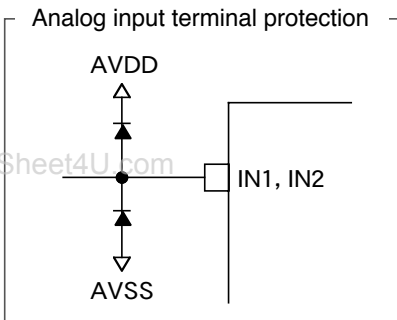 Analog input terminal protection
AVDD
Sheet4U.com
IN1, IN2
AVSS